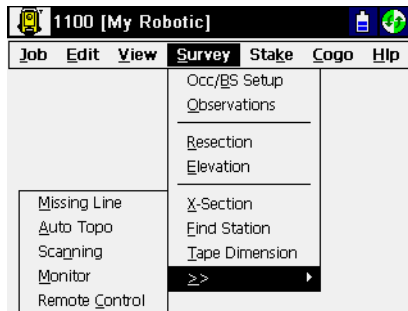 1100 [My Robotic]
Job Edit View Survey Stake Cogo Hlp
Occ/BS Setup
Observations
Resection
Elevation
X-Section
Find Station
Tape Dimension
>>
Missing Line
Auto Topo
Scanning
Monitor
Remote Control